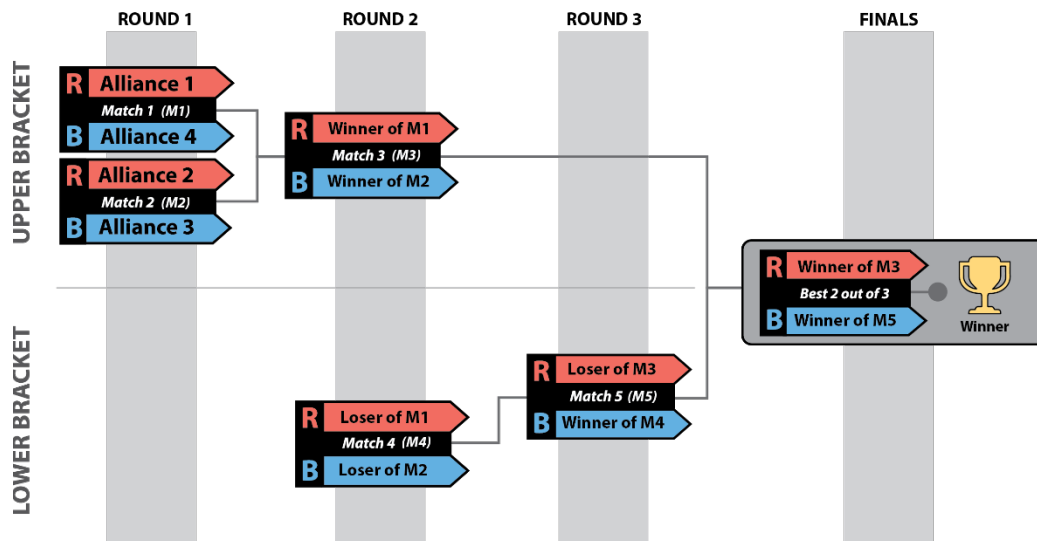 ROUND 1
ROUND 2
ROUND 3
FINALS
UPPER BRACKET
R Alliance 1
Match 1 (M1)
B Alliance 4
R Alliance 2
Match 2 (M2)
B Alliance 3
R Winner of M1
Match 3 (M3)
B Winner of M2
R Winner of M3
Best 2 out of 3
B Winner of M5
Winner
LOWER BRACKET
R Loser of M1
Match 4 (M4)
B Loser of M2
R Loser of M3
Match 5 (M5)
B Winner of M4